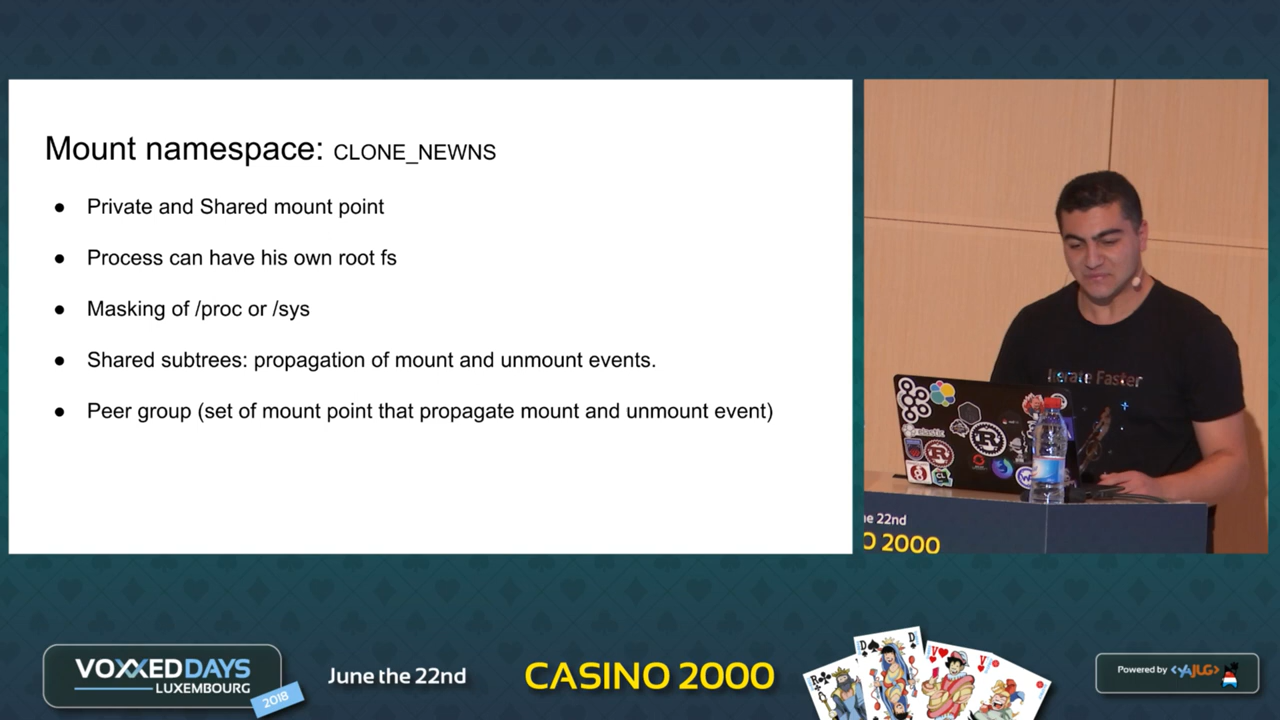 Mount namespace: CLONE_NEWNS
● Private and Shared mount point
● Process can have his own root fs
● Masking of /proc or /sys
● Shared subtrees: propagation of mount and unmount events.
● Peer group (set of mount point that propagate mount and unmount event)
Iterate Faster
elastic
ne 22nd
O 2000
VOXXEDDAYS
LUXEMBOURG
2018
June the 22nd
CASINO 2000
Powered by <YAJUG>